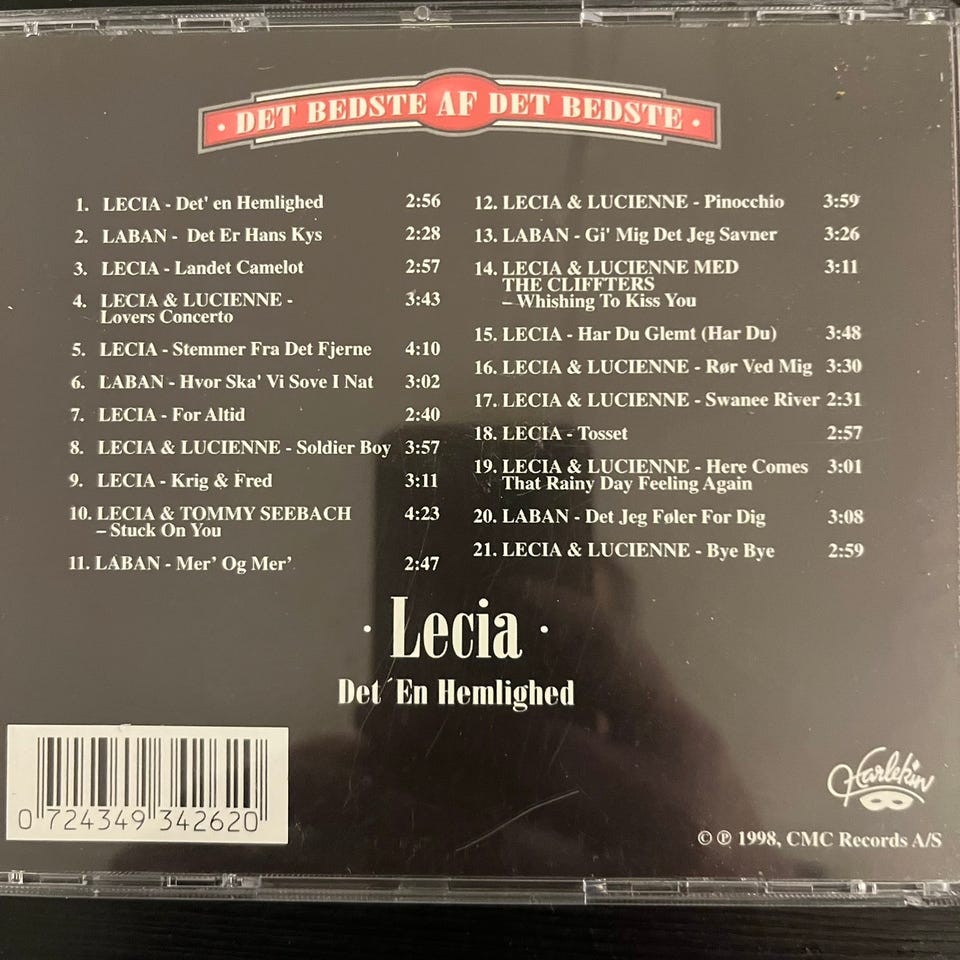 · DET BEDSTE AF DET BEDSTE ·
1. LECIA - Det' en Hemlighed 2:56
2. LABAN - Det Er Hans Kys 2:28
3. LECIA - Landet Camelot 2:57
4. LECIA & LUCIENNE - 3:43
Lovers Concerto
5. LECIA - Stemmer Fra Det Fjerne 4:10
6. LABAN - Hvor Ska' Vi Sove I Nat 3:02
7. LECIA - For Altid 2:40
8. LECIA & LUCIENNE - Soldier Boy 3:57
9. LECIA - Krig & Fred 3:11
10. LECIA & TOMMY SEEBACH 4:23
– Stuck On You
11. LABAN - Mer' Og Mer' 2:47
12. LECIA & LUCIENNE - Pinocchio 3:59
13. LABAN - Gi' Mig Det Jeg Savner 3:26
14. LECIA & LUCIENNE MED 3:11
THE CLIFFTERS
– Whishing To Kiss You
15. LECIA - Har Du Glemt (Har Du) 3:48
16. LECIA & LUCIENNE - Rør Ved Mig 3:30
17. LECIA & LUCIENNE - Swanee River 2:31
18. LECIA - Tosset 2:57
19. LECIA & LUCIENNE - Here Comes 3:01
That Rainy Day Feeling Again
20. LABAN - Det Jeg Føler For Dig 3:08
21. LECIA & LUCIENNE - Bye Bye 2:59
· Lecia ·
Det´En Hemlighed
0 724349 342620
Harlekin
© ℗ 1998, CMC Records A/S